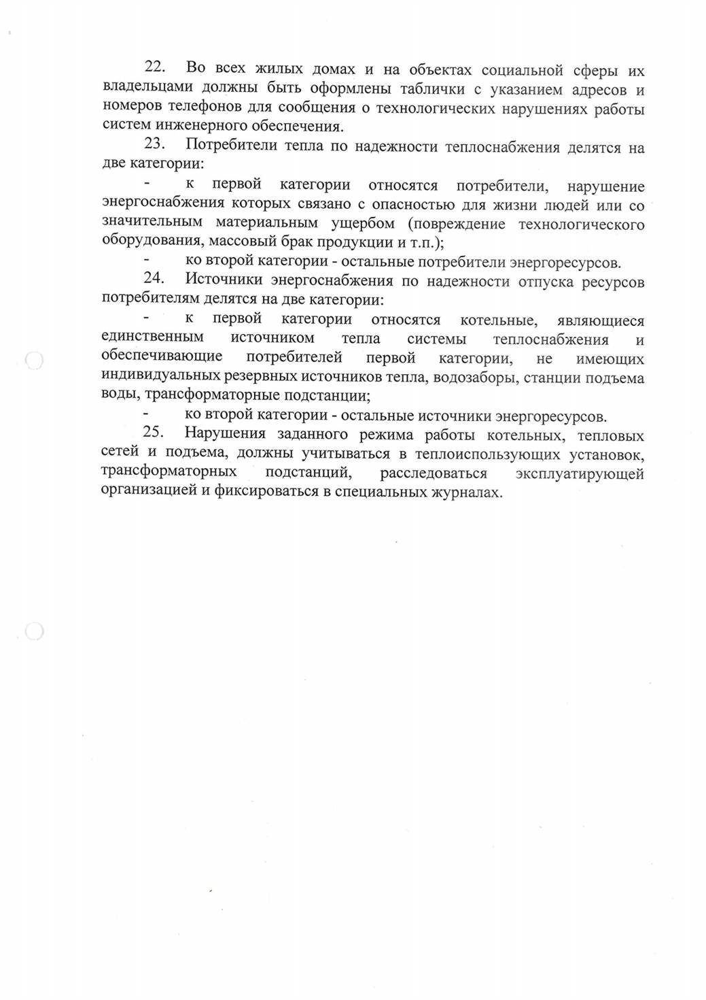 22. Во всех жилых домах и на объектах социальной сферы их
владельцами должны быть оформлены таблички с указанием адресов и
номеров телефонов для сообщения о технологических нарушениях работы
систем инженерного обеспечения.
23. Потребители тепла по надежности теплоснабжения делятся на
две категории:
- к первой категории относятся потребители, нарушение
энергоснабжения которых связано с опасностью для жизни людей или со
значительным материальным ущербом (повреждение технологического
оборудования, массовый брак продукции и т.п.);
- ко второй категории - остальные потребители энергоресурсов.
24. Источники энергоснабжения по надежности отпуска ресурсов
потребителям делятся на две категории:
- к первой категории относятся котельные, являющиеся
единственным источником тепла системы теплоснабжения и
обеспечивающие потребителей первой категории, не имеющих
индивидуальных резервных источников тепла, водозаборы, станции подъема
воды, трансформаторные подстанции;
- ко второй категории - остальные источники энергоресурсов.
25. Нарушения заданного режима работы котельных, тепловых
сетей и подъема, должны учитываться в теплоиспользующих установок,
трансформаторных подстанций, расследоваться эксплуатирующей
организацией и фиксироваться в специальных журналах.